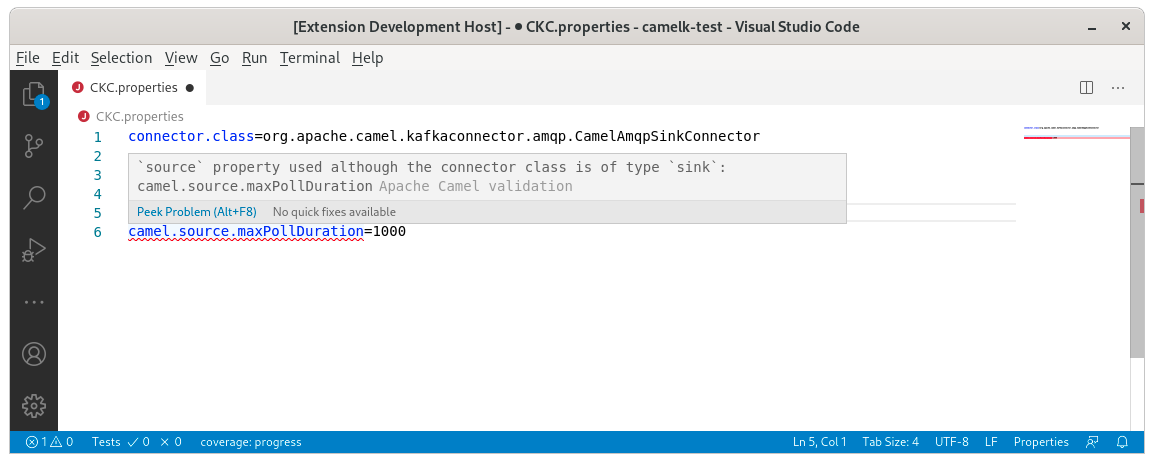 [Extension Development Host] - ● CKC.properties - camelk-test - Visual Studio Code
File Edit Selection View Go Run Terminal Help
1
J CKC.properties ●
J CKC.properties
1 connector.class=org.apache.camel.kafkaconnector.amqp.CamelAmqpSinkConnector
2
`source` property used although the connector class is of type `sink`:
3
camel.source.maxPollDuration Apache Camel validation
4
5 Peek Problem (Alt+F8) No quick fixes available
6 camel.source.maxPollDuration=1000
1 0 Tests ✓ 0 × 0 coverage: progress Ln 5, Col 1 Tab Size: 4 UTF-8 LF Properties